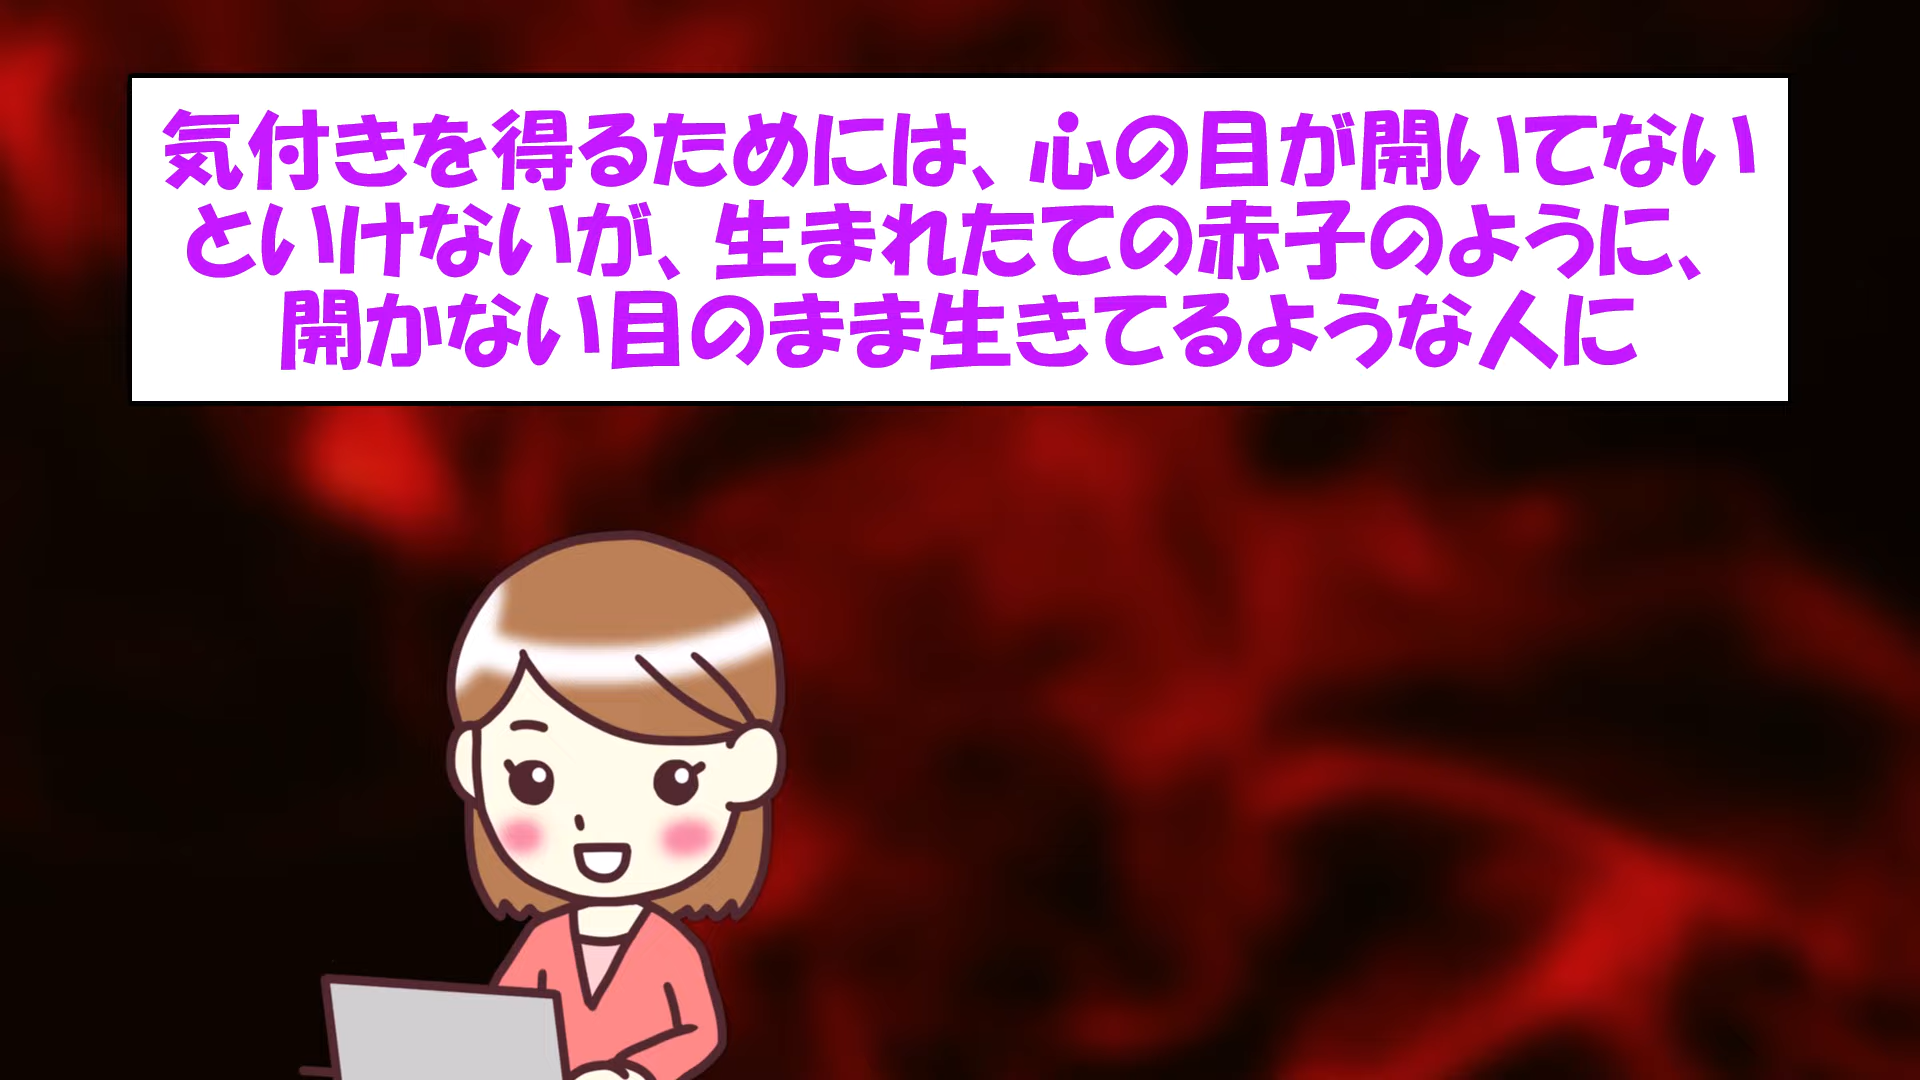 気付きを得るためには、心の目が開いてない
といけないが、生まれたての赤子のように、
開かない目のまま生きてるような人に